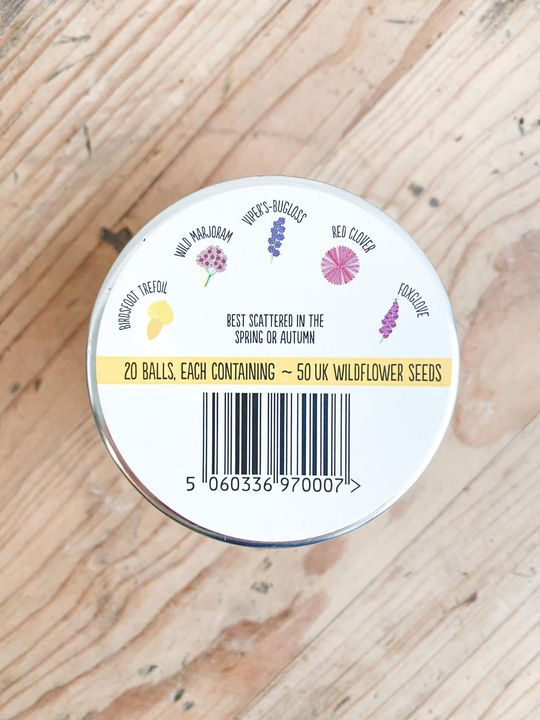 BIRDSFOOT TREFOIL
WILD MARJORAM
VIPER'S-BUGLOSS
RED CLOVER
FOXGLOVE
BEST SCATTERED IN THE
SPRING OR AUTUMN
20 BALLS, EACH CONTAINING ~ 50 UK WILDFLOWER SEEDS
5 060336 970007 >